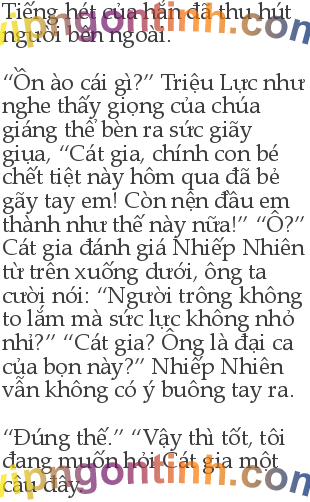 Tiếng hét của hắn đã thu hút
người bên ngoài.
“Ồn ào cái gì?” Triệu Lực như
nghe thấy giọng của chúa
giáng thế bèn ra sức giãy
giụa, “Cát gia, chính con bé
chết tiệt này hôm qua đã bẻ
gãy tay em! Còn nện đầu em
thành như thế này nữa!” “Ồ?”
Cát gia đánh giá Nhiếp Nhiên
từ trên xuống dưới, ông ta
cười nói: “Người trông không
to lắm mà sức lực không nhỏ
nhỉ?” “Cát gia? Ông là đại ca
của bọn này?” Nhiếp Nhiên
vẫn không có ý buông tay ra.
“Đúng thế.” “Vậy thì tốt, tôi
đang muốn hỏi Cát gia một
câu đây.
vipngontinh.com
vipngontinh.com